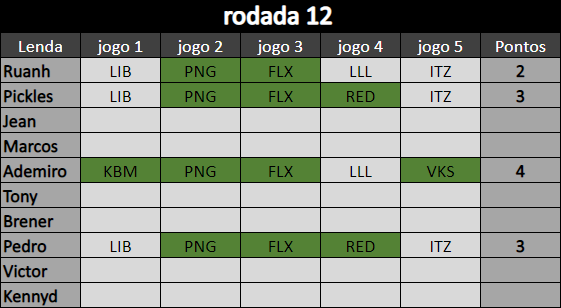 rodada 12
Lenda jogo 1 jogo 2 jogo 3 jogo 4 jogo 5 Pontos
Ruanh LIB PNG FLX LLL ITZ 2
Pickles LIB PNG FLX RED ITZ 3
Jean
Marcos
Ademiro KBM PNG FLX LLL VKS 4
Tony
Brener
Pedro LIB PNG FLX RED ITZ 3
Victor
Kennyd